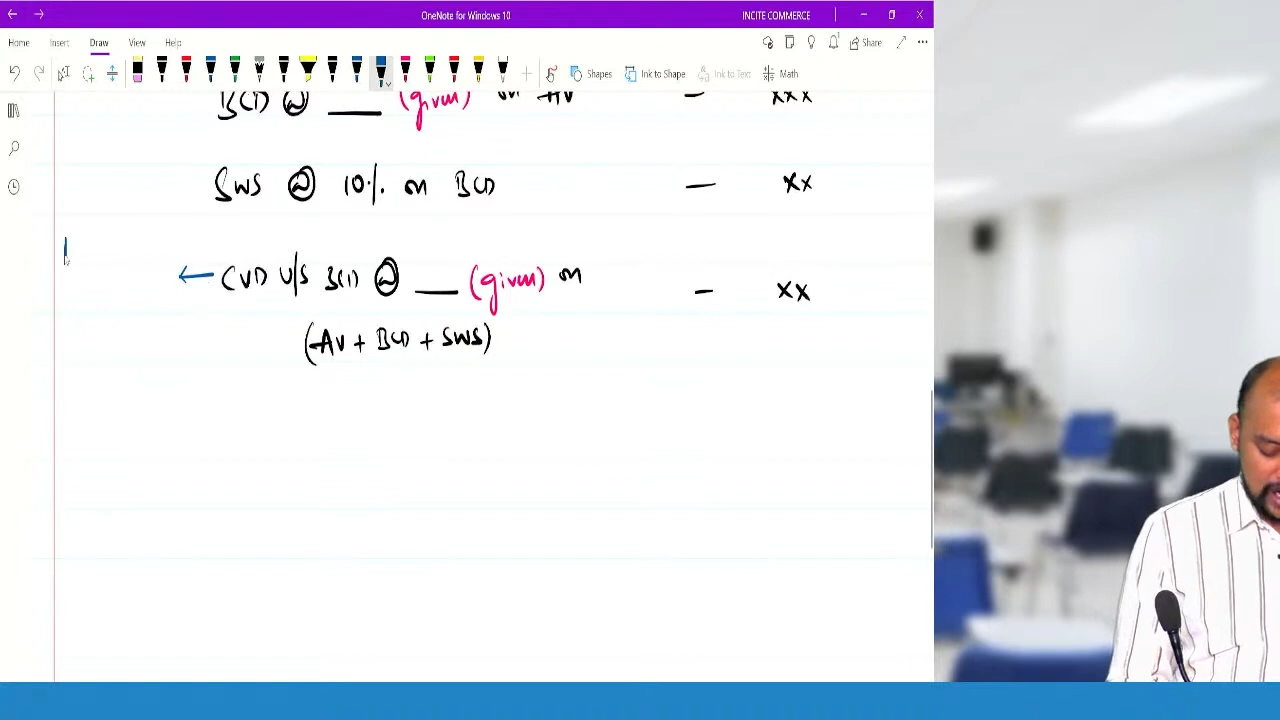 OneNote for Windows 10
INCITE COMMERCE
Home Insert Draw View Help
Share
Shapes Ink to Shape Ink to Text Math
BCD @ ___ (given) on AV — xxx
SWS @ 10% on BCD — xx
← CVD u/s BCD @ ___ (given) on — xx
(AV + BCD + SWS)